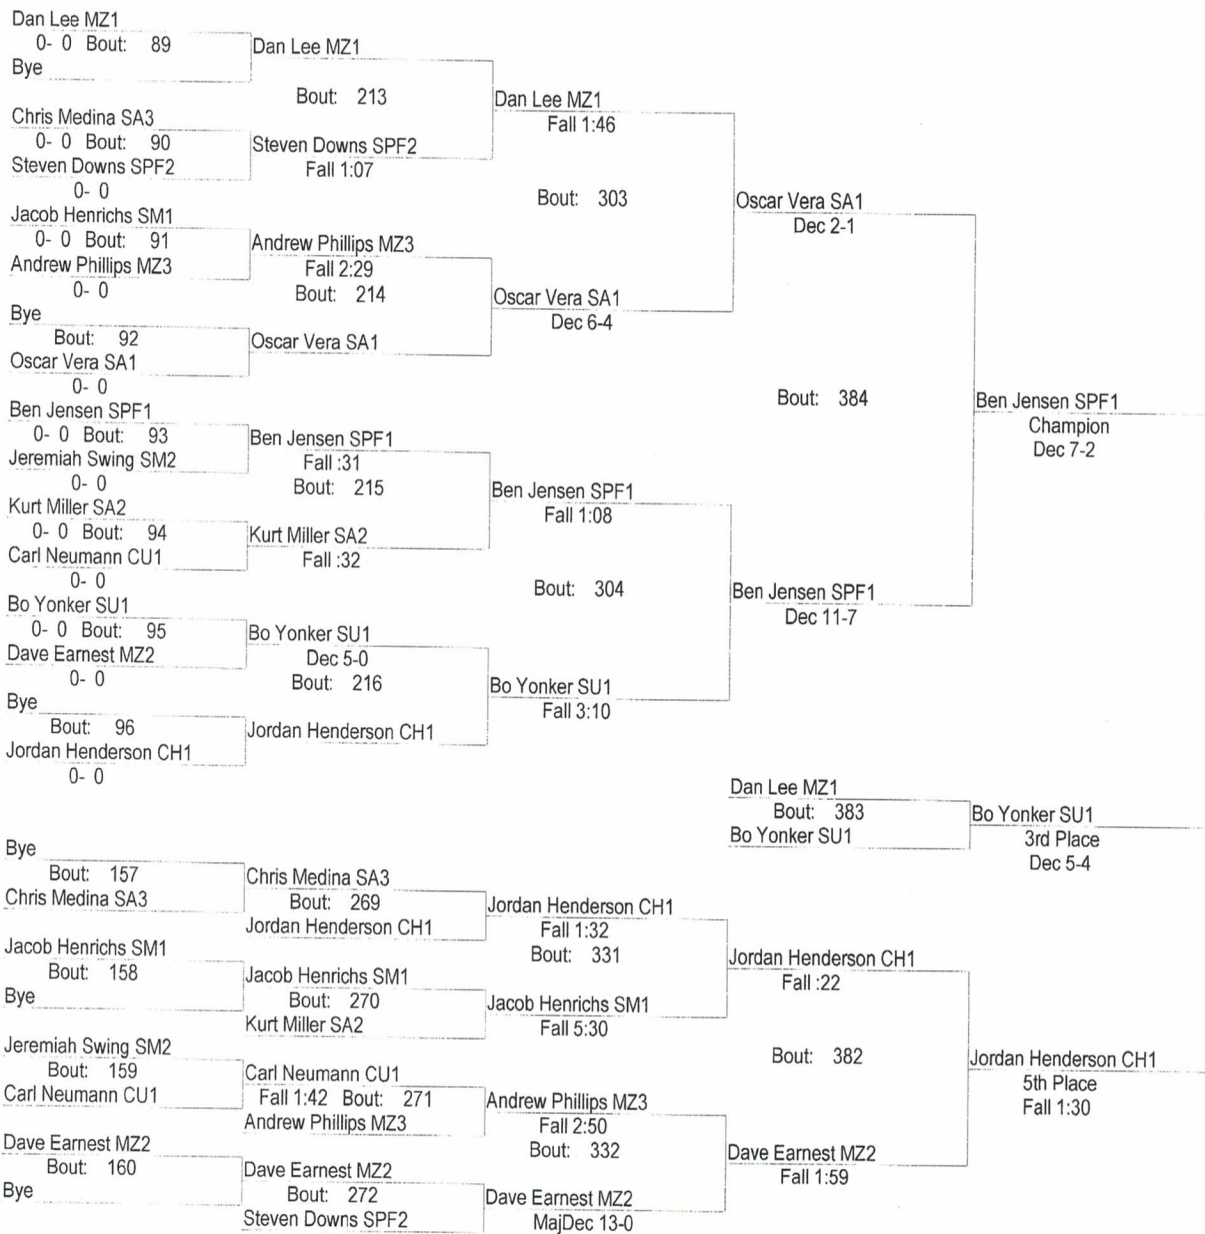 Dan Lee MZ1
0- 0 Bout: 89
Bye
Dan Lee MZ1
Bout: 213
Chris Medina SA3
0- 0 Bout: 90
Steven Downs SPF2
0- 0
Steven Downs SPF2
Fall 1:07
Dan Lee MZ1
Fall 1:46
Bout: 303
Jacob Henrichs SM1
0- 0 Bout: 91
Andrew Phillips MZ3
0- 0
Andrew Phillips MZ3
Fall 2:29
Bout: 214
Bye
Bout: 92
Oscar Vera SA1
0- 0
Oscar Vera SA1
Oscar Vera SA1
Dec 6-4
Oscar Vera SA1
Dec 2-1
Bout: 384
Ben Jensen SPF1
0- 0 Bout: 93
Jeremiah Swing SM2
0- 0
Ben Jensen SPF1
Fall :31
Bout: 215
Kurt Miller SA2
0- 0 Bout: 94
Carl Neumann CU1
0- 0
Kurt Miller SA2
Fall :32
Ben Jensen SPF1
Fall 1:08
Bout: 304
Bo Yonker SU1
0- 0 Bout: 95
Dave Earnest MZ2
0- 0
Bo Yonker SU1
Dec 5-0
Bout: 216
Bye
Bout: 96
Jordan Henderson CH1
0- 0
Jordan Henderson CH1
Bo Yonker SU1
Fall 3:10
Ben Jensen SPF1
Dec 11-7
Ben Jensen SPF1
Champion
Dec 7-2
Dan Lee MZ1
Bout: 383
Bo Yonker SU1
Bo Yonker SU1
3rd Place
Dec 5-4
Bye
Bout: 157
Chris Medina SA3
Chris Medina SA3
Bout: 269
Jordan Henderson CH1
Jordan Henderson CH1
Fall 1:32
Bout: 331
Jacob Henrichs SM1
Bout: 158
Bye
Jacob Henrichs SM1
Bout: 270
Kurt Miller SA2
Jacob Henrichs SM1
Fall 5:30
Jordan Henderson CH1
Fall :22
Bout: 382
Jeremiah Swing SM2
Bout: 159
Carl Neumann CU1
Carl Neumann CU1
Fall 1:42 Bout: 271
Andrew Phillips MZ3
Andrew Phillips MZ3
Fall 2:50
Bout: 332
Dave Earnest MZ2
Bout: 160
Bye
Dave Earnest MZ2
Bout: 272
Steven Downs SPF2
Dave Earnest MZ2
MajDec 13-0
Dave Earnest MZ2
Fall 1:59
Jordan Henderson CH1
5th Place
Fall 1:30